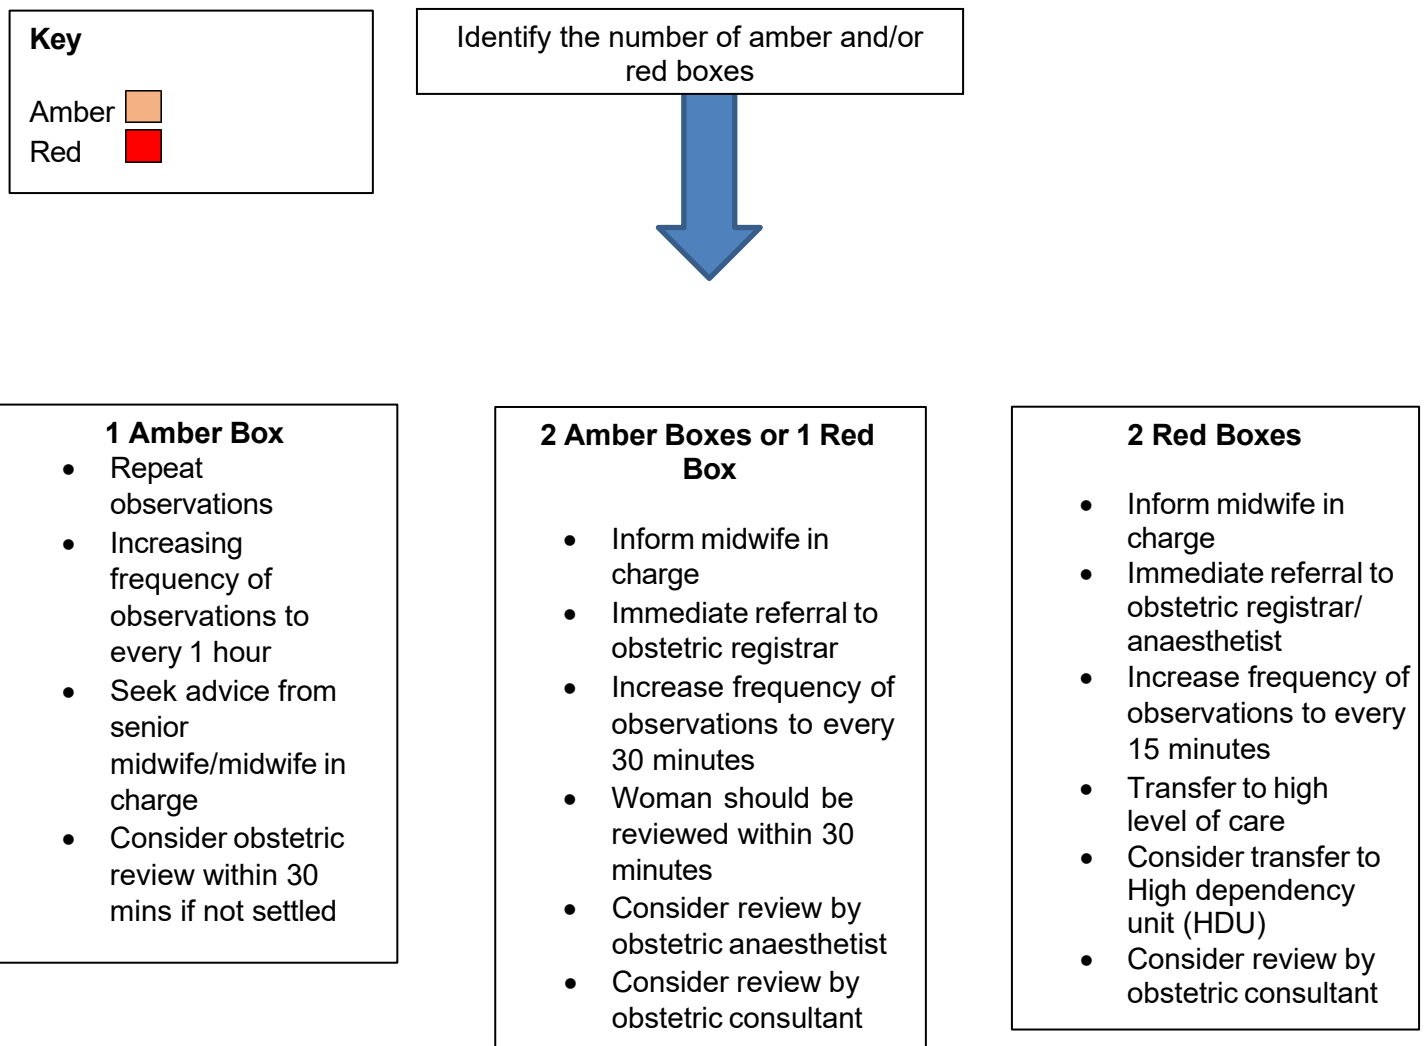 Key
Amber
Red
Identify the number of amber and/or
red boxes
1 Amber Box
• Repeat
observations
• Increasing
frequency of
observations to
every 1 hour
• Seek advice from
senior
midwife/midwife in
charge
• Consider obstetric
review within 30
mins if not settled
2 Amber Boxes or 1 Red
Box
• Inform midwife in
charge
• Immediate referral to
obstetric registrar
• Increase frequency of
observations to every
30 minutes
• Woman should be
reviewed within 30
minutes
• Consider review by
obstetric anaesthetist
• Consider review by
obstetric consultant
2 Red Boxes
• Inform midwife in
charge
• Immediate referral to
obstetric registrar/
anaesthetist
• Increase frequency of
observations to every
15 minutes
• Transfer to high
level of care
• Consider transfer to
High dependency
unit (HDU)
• Consider review by
obstetric consultant